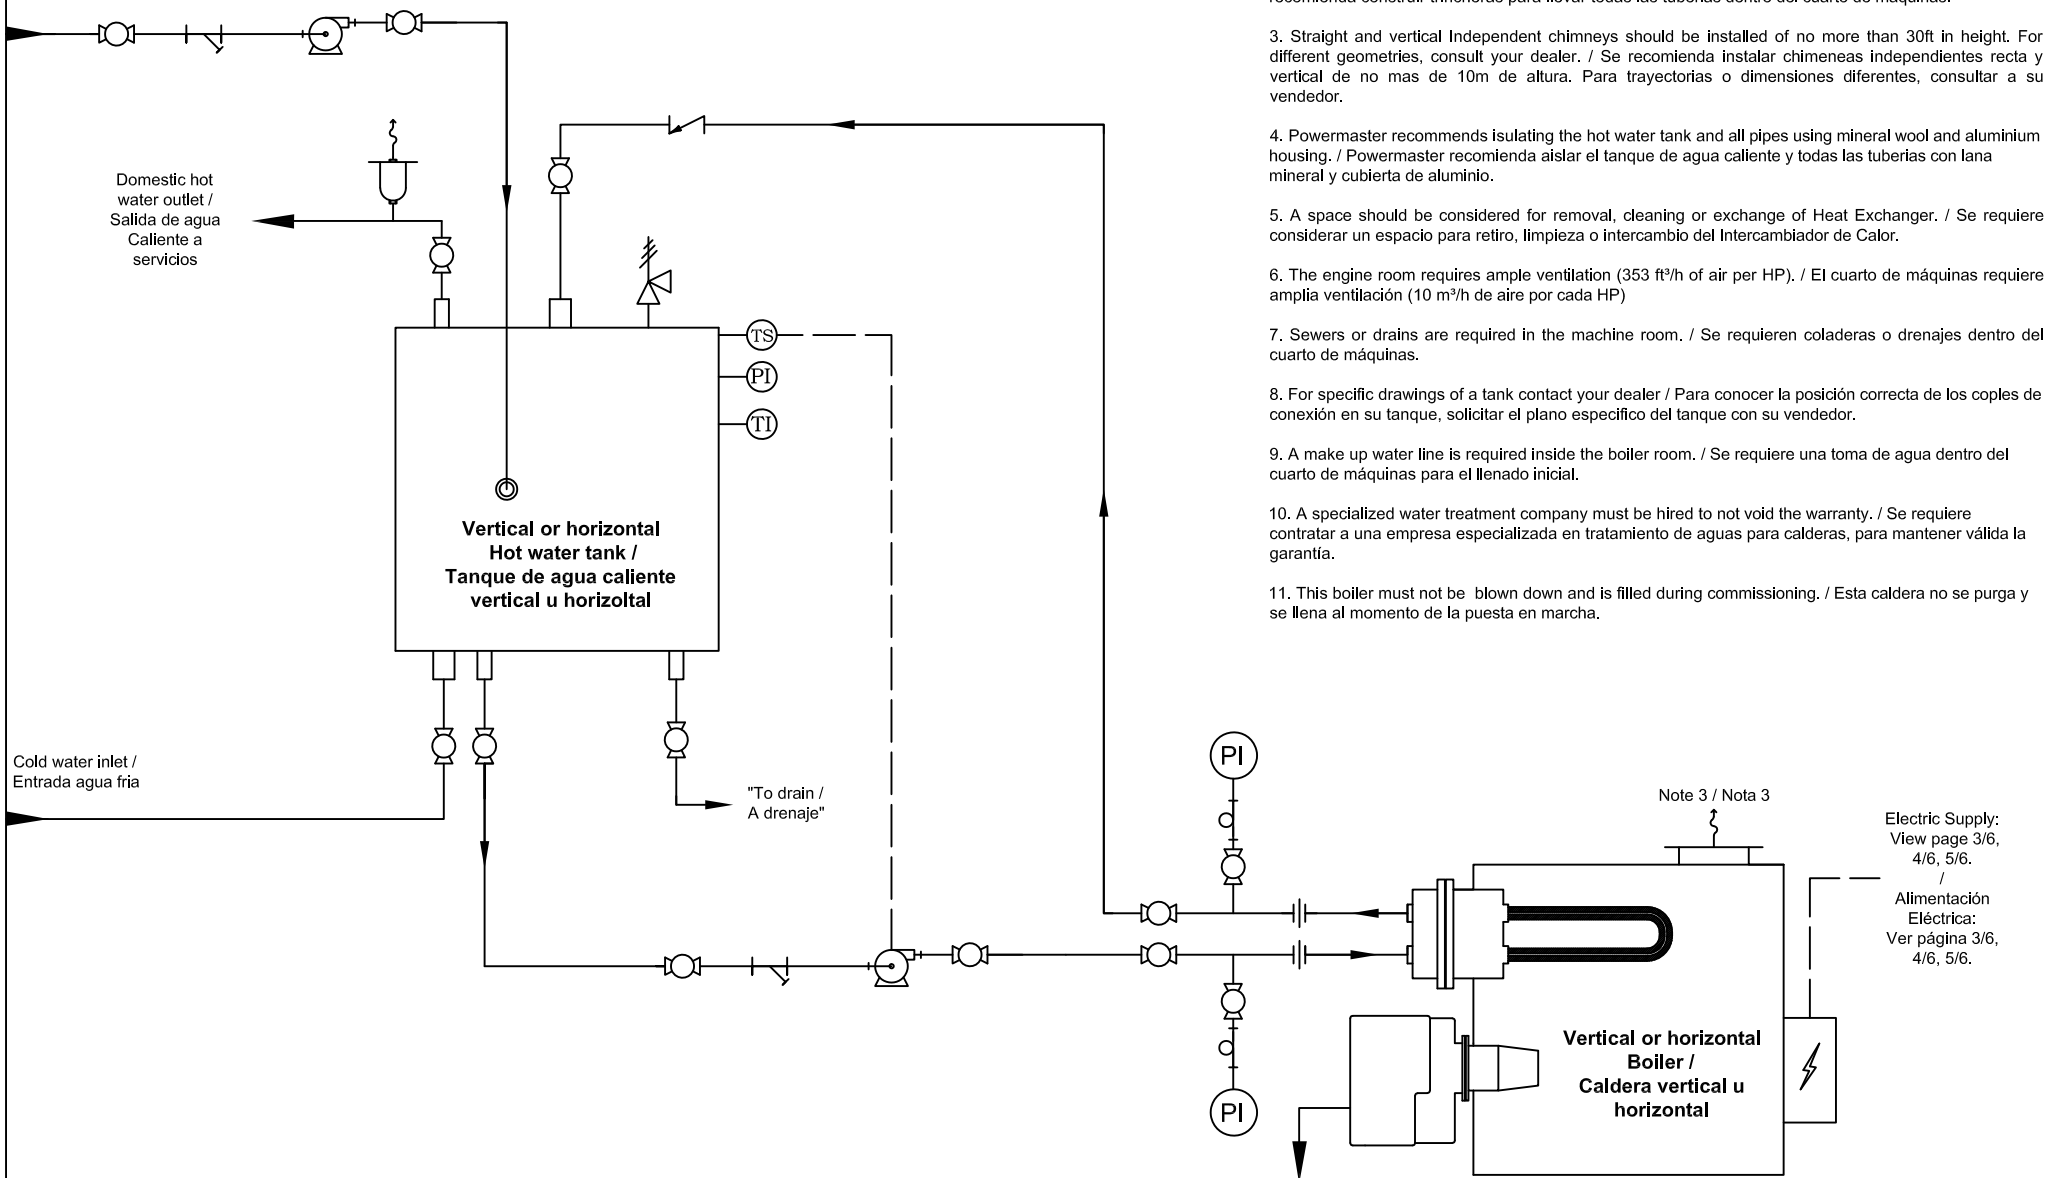 recomienda construir trincheras para llevar todas las tuberias dentro del cuarto de máquinas.
3. Straight and vertical Independent chimneys should be installed of no more than 30ft in height. For
different geometries, consult your dealer. / Se recomienda instalar chimeneas independientes recta y
vertical de no mas de 10m de altura. Para trayectorias o dimensiones diferentes, consultar a su
vendedor.
4. Powermaster recommends isulating the hot water tank and all pipes using mineral wool and aluminium
housing. / Powermaster recomienda aislar el tanque de agua caliente y todas las tuberias con lana
mineral y cubierta de aluminio.
5. A space should be considered for removal, cleaning or exchange of Heat Exchanger. / Se requiere
considerar un espacio para retiro, limpieza o intercambio del Intercambiador de Calor.
6. The engine room requires ample ventilation (353 ft³/h of air per HP). / El cuarto de máquinas requiere
amplia ventilación (10 m³/h de aire por cada HP)
7. Sewers or drains are required in the machine room. / Se requieren coladeras o drenajes dentro del
cuarto de máquinas.
8. For specific drawings of a tank contact your dealer / Para conocer la posición correcta de los coples de
conexión en su tanque, solicitar el plano especifico del tanque con su vendedor.
9. A make up water line is required inside the boiler room. / Se requiere una toma de agua dentro del
cuarto de máquinas para el llenado inicial.
10. A specialized water treatment company must be hired to not void the warranty. / Se requiere
contratar a una empresa especializada en tratamiento de aguas para calderas, para mantener válida la
garantía.
11. This boiler must not be blown down and is filled during commissioning. / Esta caldera no se purga y
se llena al momento de la puesta en marcha.
Domestic hot
water outlet /
Salida de agua
Caliente a
servicios
TS
PI
TI
Vertical or horizontal
Hot water tank /
Tanque de agua caliente
vertical u horizoltal
Cold water inlet /
Entrada agua fria
"To drain /
A drenaje"
PI
Note 3 / Nota 3
Electric Supply:
View page 3/6,
4/6, 5/6.
/
Alimentación
Eléctrica:
Ver página 3/6,
4/6, 5/6.
Vertical or horizontal
Boiler /
Caldera vertical u
horizontal
PI